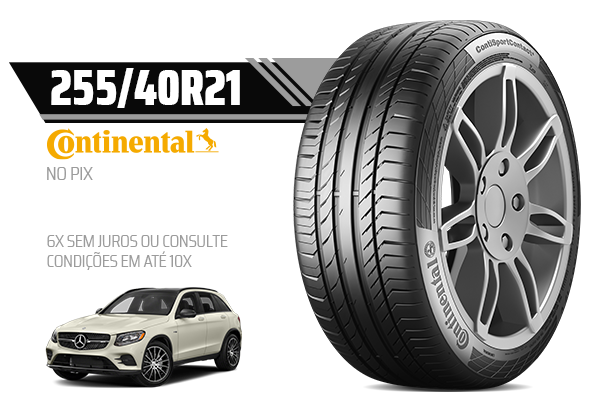 255/40R21
Continental
NO PIX
6X SEM JUROS OU CONSULTE
CONDIÇÕES EM ATÉ 10X
ContiSportContact
Continental